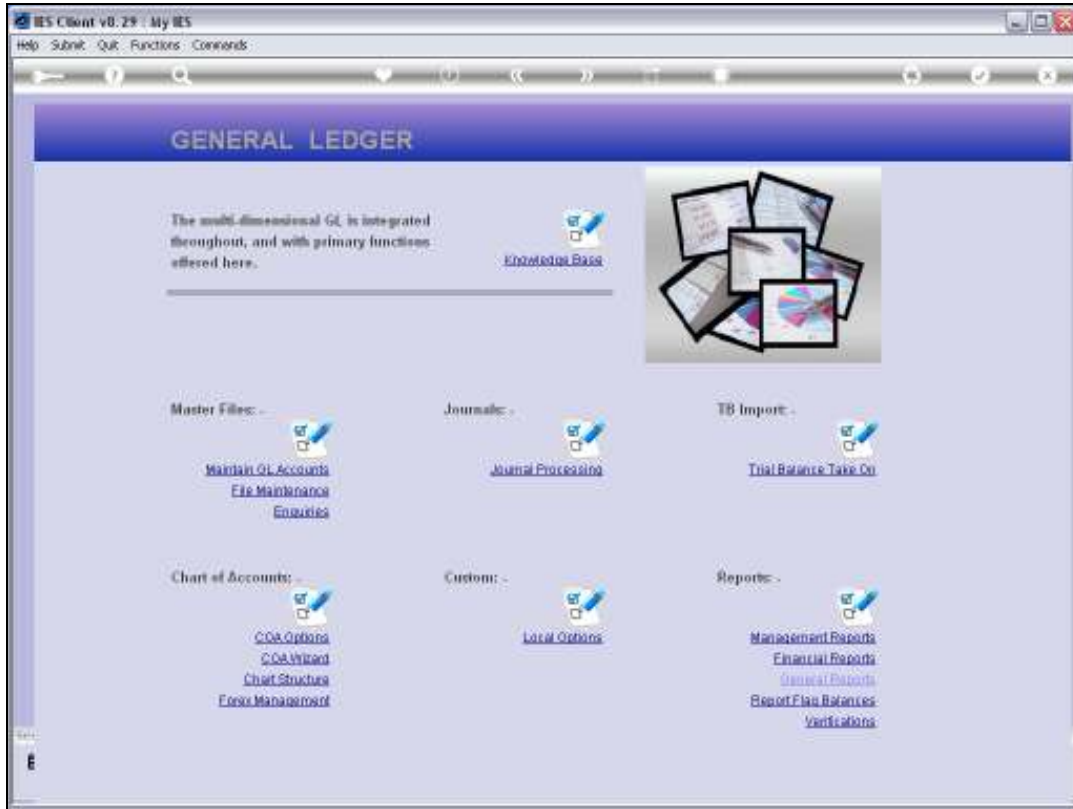 IES Client v8.29 : My IES
Help Submit Quit Functions Commands
GENERAL LEDGER
The multi-dimensional GL is integrated
throughout, and with primary functions
offered here.
Knowledge Base
Master Files: -
Journals: -
TB Import: -
Maintain GL Accounts
File Maintenance
Enquiries
Journal Processing
Trial Balance Take On
Chart of Accounts: -
Custom: -
Reports: -
COA Options
COA Wizard
Chart Structure
Forex Management
Local Options
Management Reports
Financial Reports
General Reports
Report Flag Balances
Verifications